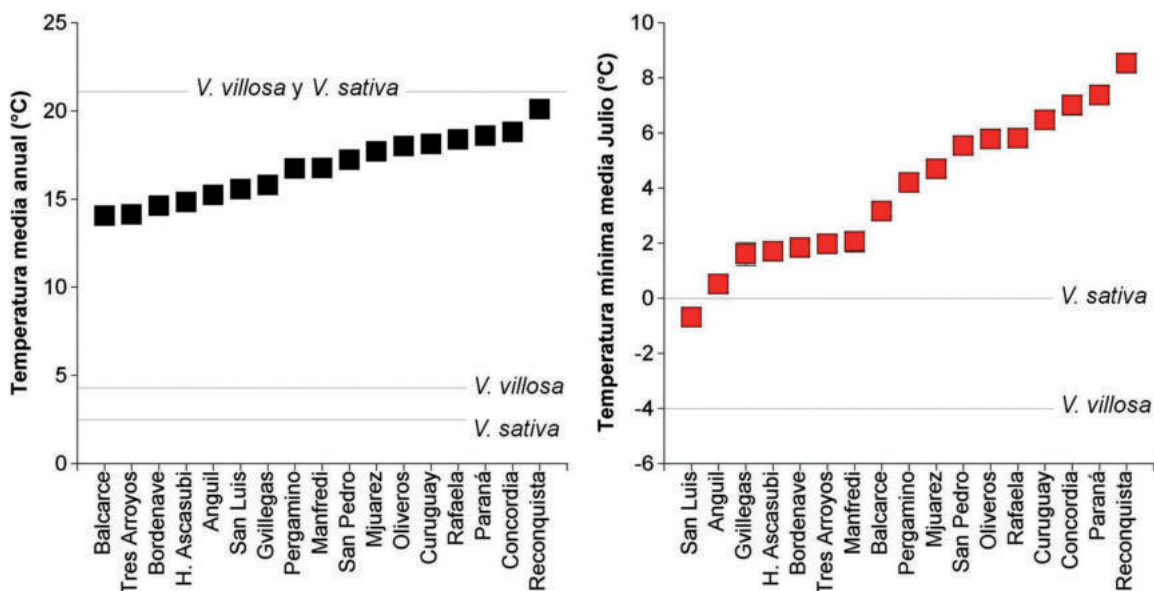 Temperatura media anual (°C)
25
20
15
10
5
0
V. villosa y V. sativa
V. villosa
V. sativa
Balcarce
Tres Arroyos
Bordenave
H. Ascasubi
Anguil
San Luis
Gvillegas
Pergamino
Manfredi
San Pedro
Mjuarez
Oliveros
Curuguay
Rafaela
Paraná
Concordia
Reconquista
Temperatura mínima media Julio (°C)
10
8
6
4
2
0
-2
-4
-6
V. sativa
V. villosa
San Luis
Anguil
Gvillegas
H. Ascasubi
Bordenave
Tres Arroyos
Manfredi
Balcarce
Pergamino
Mjuarez
San Pedro
Oliveros
Rafaela
Curuguay
Concordia
Paraná
Reconquista